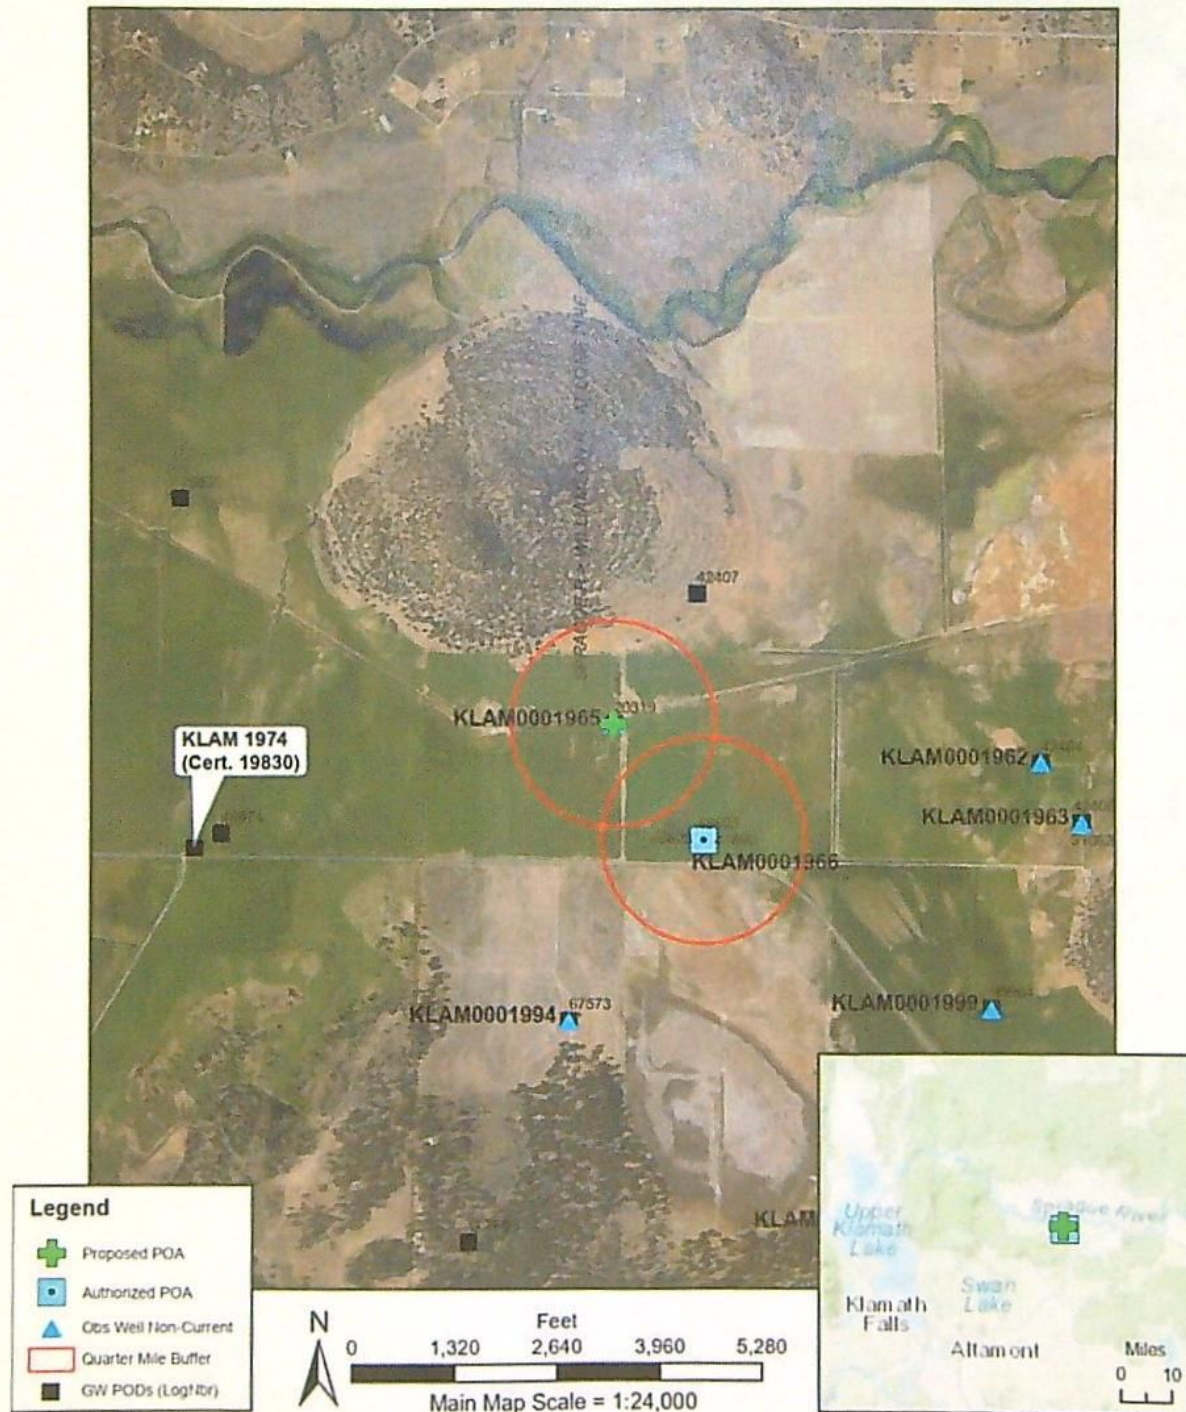 42407
20319
KLAM0001965
KLAM 1974
(Cert. 19830)
KLAM0001962
KLAM0001963
KLAM0001966
KLAM0001999
67573
KLAM0001994
KLAM
Legend
Proposed POA
Authorized POA
Obs Well Non-Current
Quarter Mile Buffer
GW PODs (LogNbr)
N
Feet
0 1,320 2,640 3,960 5,280
Main Map Scale = 1:24,000
Upper
Klamath
Lake
Sprague River
Swan
Lake
Klamath
Falls
Altamont
Miles
0 10